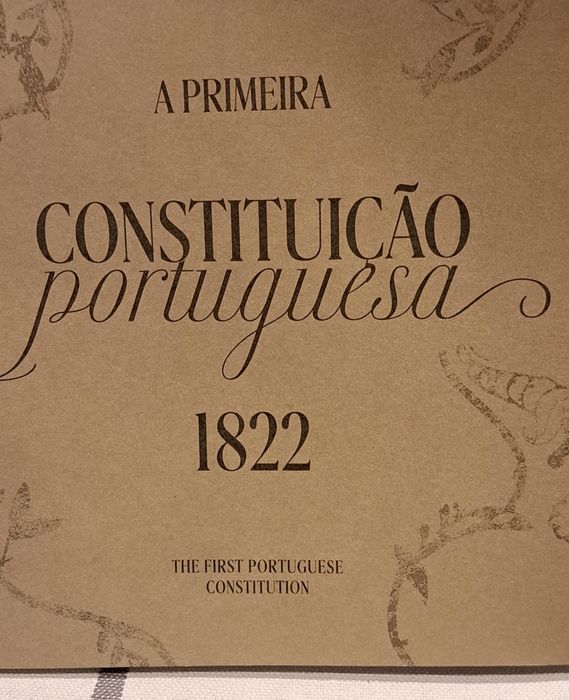 A PRIMEIRA
CONSTITUIÇÃO
portuguesa
1822
THE FIRST PORTUGUESE
CONSTITUTION